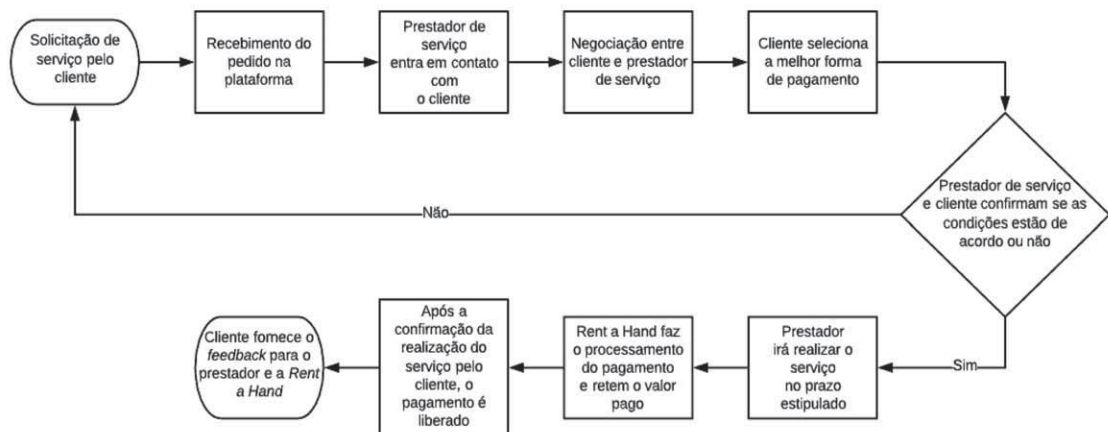 Solicitação de
serviço pelo
cliente
Recebimento do
pedido na
plataforma
Prestador de
serviço
entra em contato
com
o cliente
Negociação entre
cliente e prestador
de serviço
Cliente seleciona
a melhor forma
de pagamento
Prestador de serviço
e cliente confirmam se as
condições estão de
acordo ou não
Não
Sim
Prestador
irá realizar o
serviço
no prazo
estipulado
Rent a Hand faz
o processamento
do pagamento
e retem o valor
pago
Após a
confirmação da
realização do
serviço pelo
cliente, o
pagamento é
liberado
Cliente fornece o
feedback para o
prestador e a Rent
a Hand